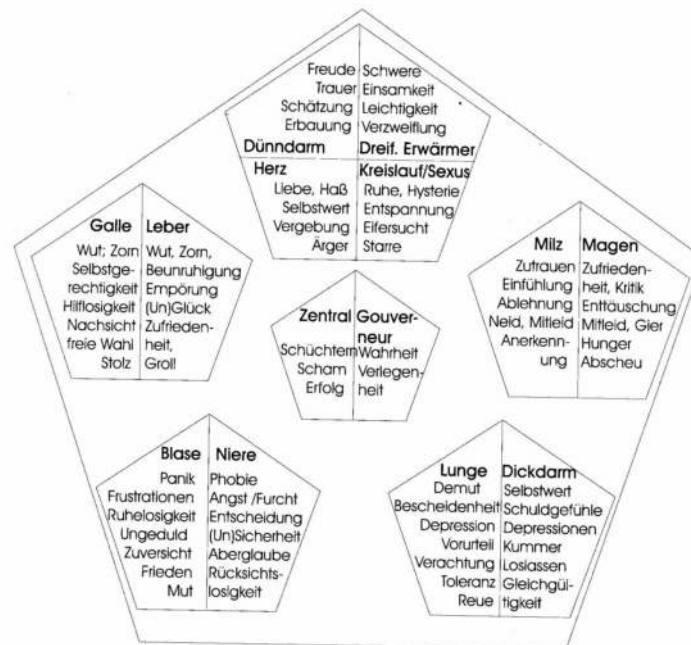 Freude Schwere
Trauer Einsamkeit
Schätzung Leichtigkeit
Erbauung Verzweiflung
Dünndarm Dreif. Erwärmer
Herz Kreislauf/Sexus
Liebe, Haß Ruhe, Hysterie
Selbstwert Entspannung
Vergebung Eifersucht
Ärger Starre
Galle Leber
Wut; Zorn Wut, Zorn,
Selbstge- Beunruhigung
rechtigkeit Empörung
Hilflosigkeit (Un)Glück
Nachsicht Zufrieden-
freie Wahl heit,
Stolz Groll
Milz Magen
Zutrauen Zufrieden-
Einfühlung heit, Kritik
Ablehnung Enttäuschung
Neid, Mitleid Mitleid, Gier
Anerkenn- Hunger
ung Abscheu
Zentral Gouver-
neur
Schüchtern Wahrheit
Scham Verlegen-
Erfolg heit
Blase Niere
Panik Phobie
Frustrationen Angst /Furcht
Ruhelosigkeit Entscheidung
Ungeduld (Un)Sicherheit
Zuversicht Aberglaube
Frieden Rücksichts-
Mut losigkeit
Lunge Dickdarm
Demut Selbstwert
Bescheidenheit Schuldgefühle
Depression Depressionen
Vorurteil Kummer
Verachtung Loslassen
Toleranz Gleichgül-
Reue tigkeit